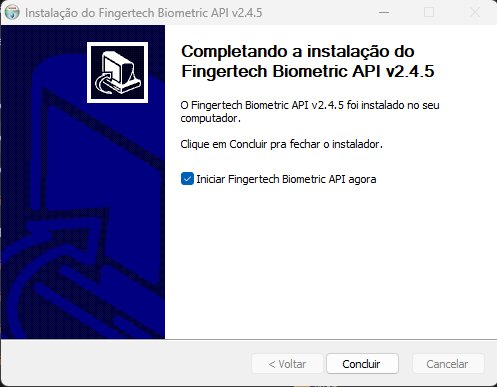 Instalação do Fingertech Biometric API v2.4.5
Completando a instalação do
Fingertech Biometric API v2.4.5
O Fingertech Biometric API v2.4.5 foi instalado no seu
computador.
Clique em Concluir pra fechar o instalador.
Iniciar Fingertech Biometric API agora
< Voltar
Concluir
Cancelar